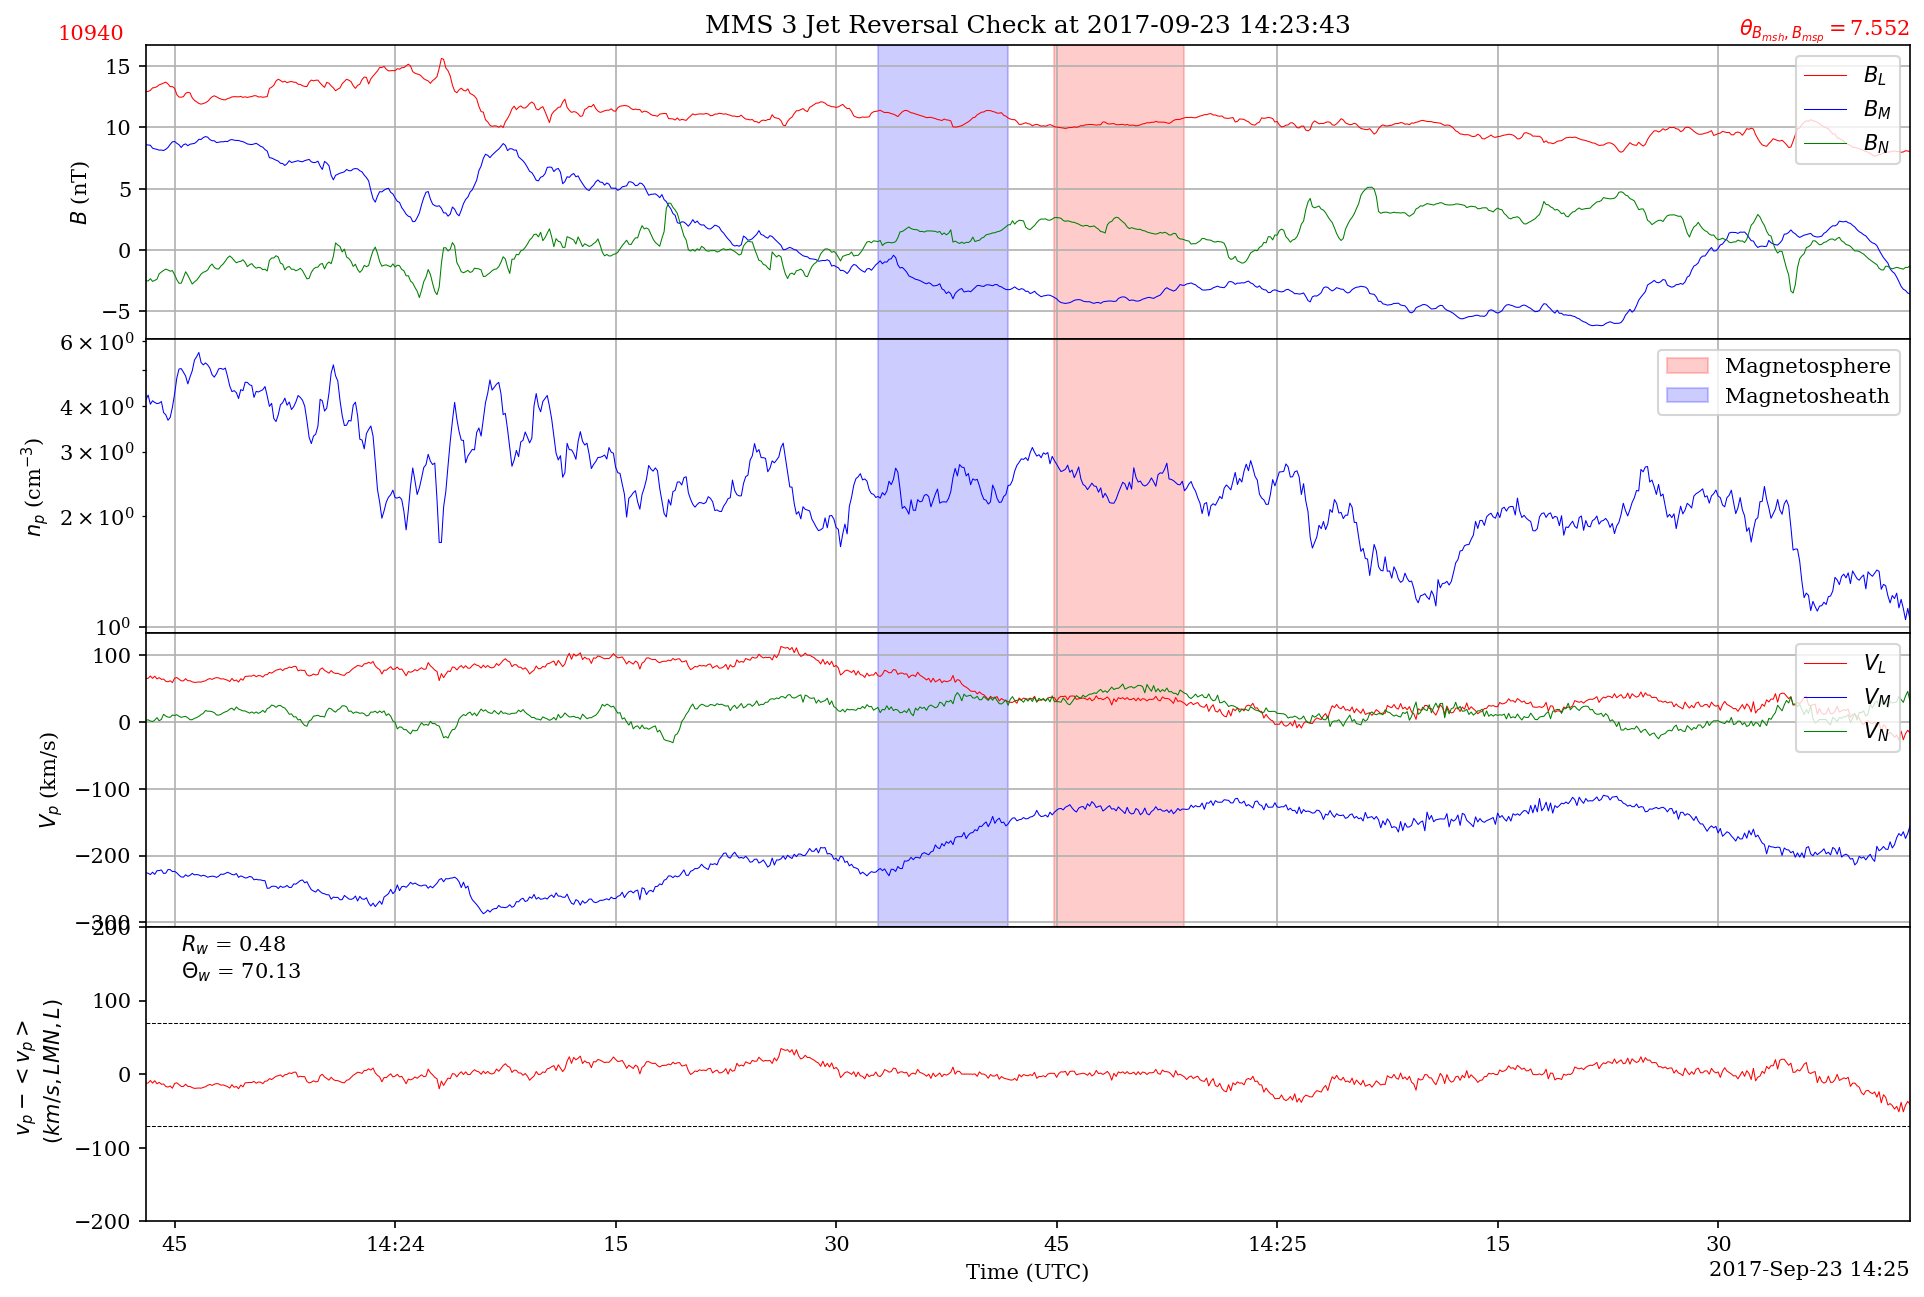 MMS 3 Jet Reversal Check at 2017-09-23 14:23:43
10940
θ_{B_{msh}, B_{msp}} = 7.552
15
10
5
0
−5
B (nT)
B_L
B_M
B_N
6 × 10^0
4 × 10^0
3 × 10^0
2 × 10^0
10^0
n_p (cm^{−3})
Magnetosphere
Magnetosheath
100
0
−100
−200
−300
V_p (km/s)
V_L
V_M
V_N
200
100
0
−100
−200
v_p − < v_p >
(km/s, LMN, L)
R_w = 0.48
Θ_w = 70.13
45 14:24 15 30 45 14:25 15 30
Time (UTC)
2017-Sep-23 14:25